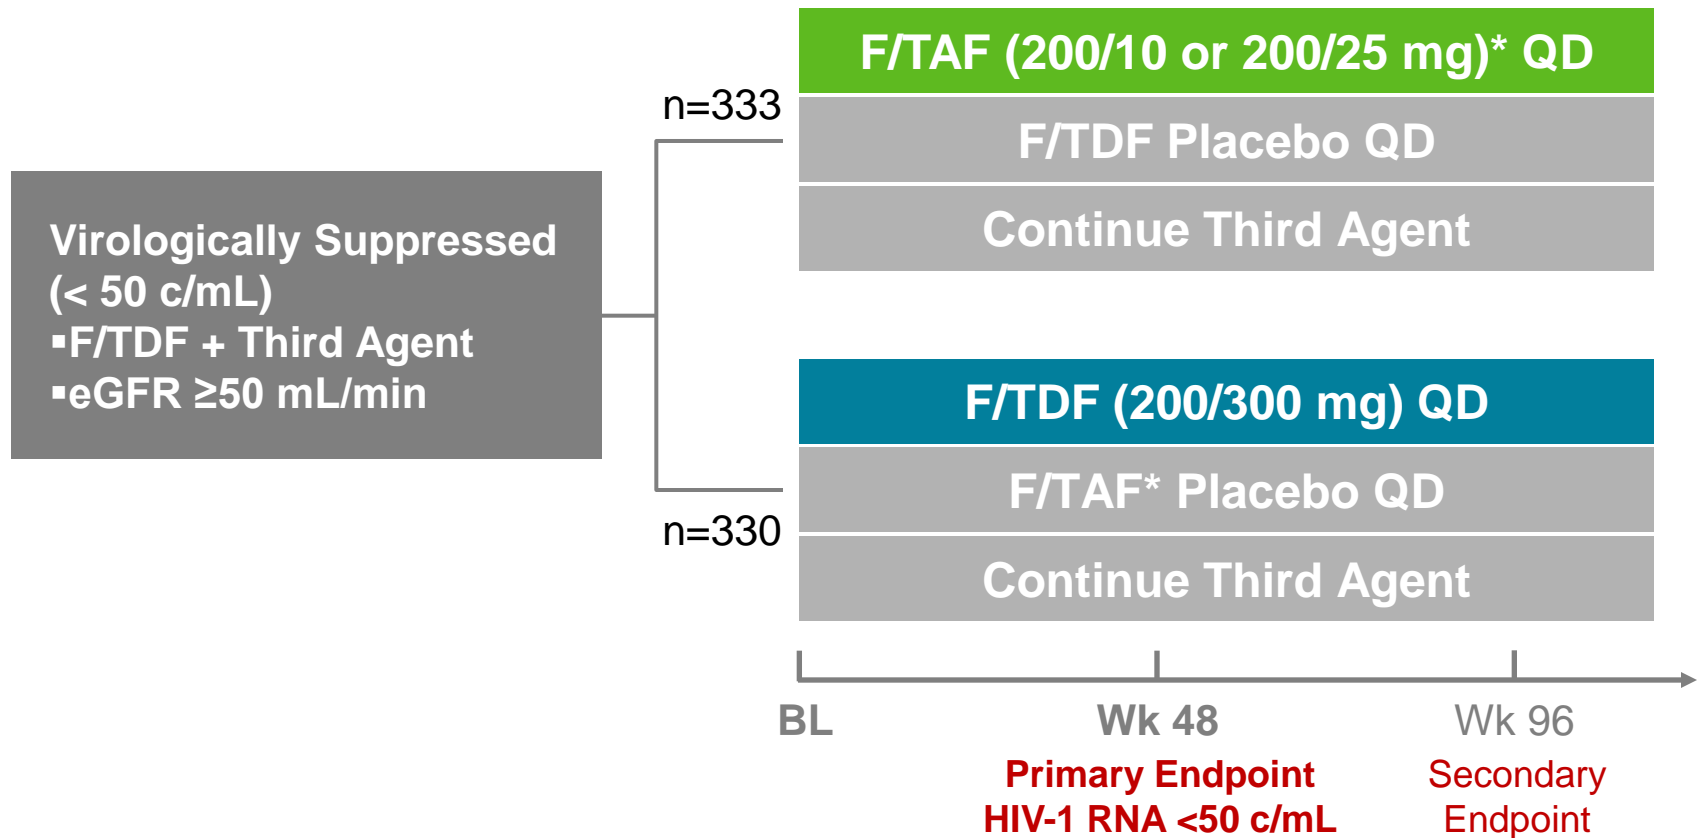 Virologically Suppressed
(< 50 c/mL)
▪F/TDF + Third Agent
▪eGFR ≥50 mL/min
n=333
F/TAF (200/10 or 200/25 mg)* QD
F/TDF Placebo QD
Continue Third Agent
n=330
F/TDF (200/300 mg) QD
F/TAF* Placebo QD
Continue Third Agent
BL
Wk 48
Wk 96
Primary Endpoint
HIV-1 RNA <50 c/mL
Secondary
Endpoint